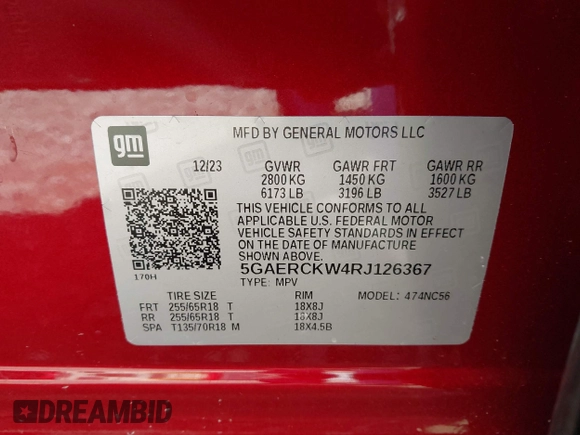 gm
MFD BY GENERAL MOTORS LLC
12/23 GVWR GAWR FRT GAWR RR
2800 KG 1450 KG 1600 KG
6173 LB 3196 LB 3527 LB
THIS VEHICLE CONFORMS TO ALL
APPLICABLE U.S. FEDERAL MOTOR
VEHICLE SAFETY STANDARDS IN EFFECT
ON THE DATE OF MANUFACTURE
SHOWN ABOVE.
5GAERCKW4RJ126367
170H TYPE: MPV
TIRE SIZE RIM MODEL: 474NC56
FRT 255/65R18 T 18X8J
RR 255/65R18 T 18X8J
SPA T135/70R18 M 18X4.5B
DREAMBID